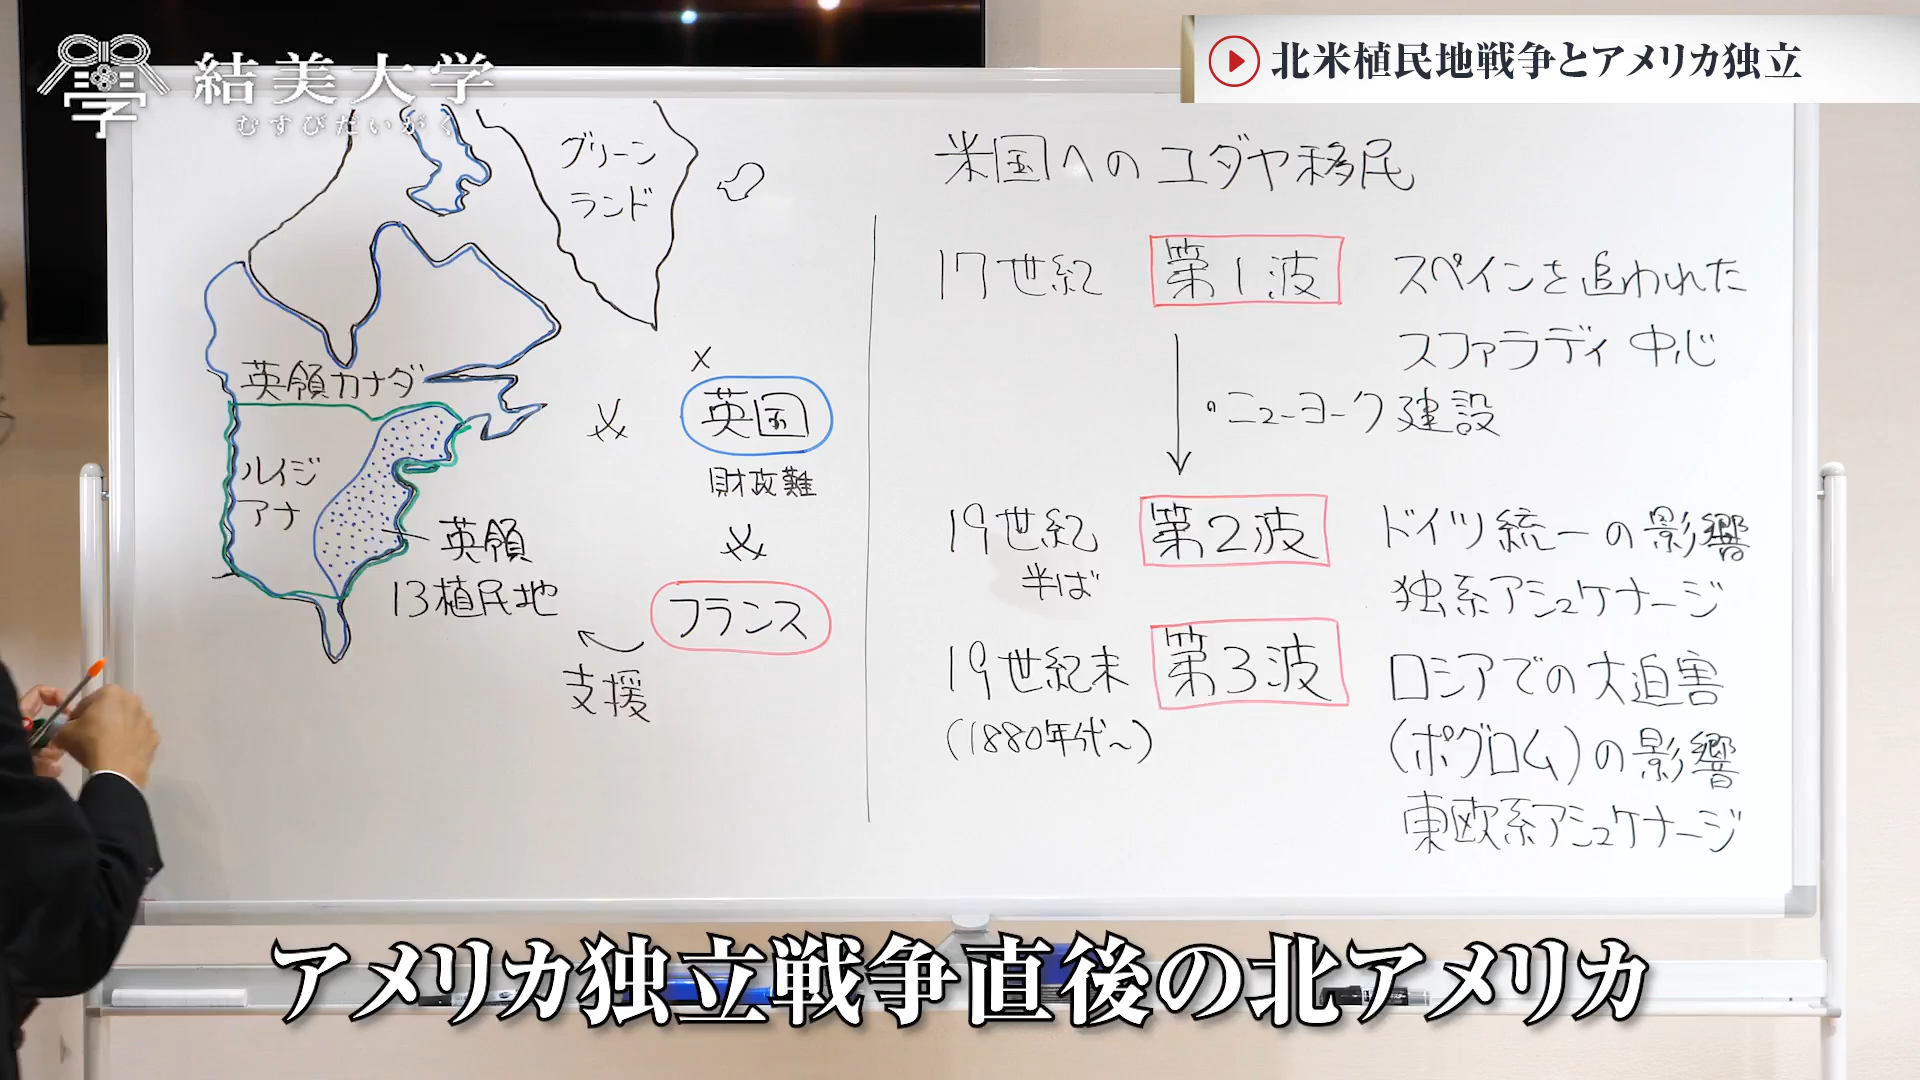 結美大学
むすびだいがく
北米植民地戦争とアメリカ独立
グリーン
ランド
英領カナダ
ルイジ
アナ
英領
13植民地
×
英国
財政難
フランス
支援
米国へのユダヤ移民
17世紀 第1波 スペインを追われた
スファラディ中心
・ニューヨーク建設
19世紀 第2波 ドイツ統一の影響
半ば 独系アシュケナージ
19世紀末 第3波 ロシアでの大迫害
(1880年代~) (ポグロム)の影響
東欧系アシュケナージ
アメリカ独立戦争直後の北アメリカ